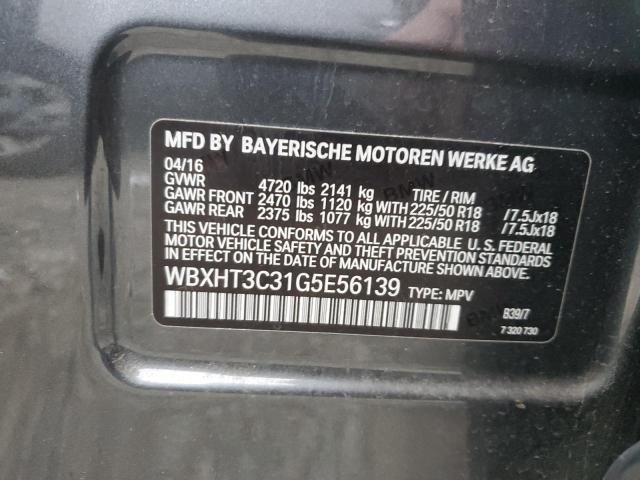 MFD BY BAYERISCHE MOTOREN WERKE AG
04/16
GVWR 4720 lbs 2141 kg TIRE / RIM
GAWR FRONT 2470 lbs 1120 kg WITH 225/50 R18 /7.5Jx18
GAWR REAR 2375 lbs 1077 kg WITH 225/50 R18 /7.5Jx18
THIS VEHICLE CONFORMS TO ALL APPLICABLE U. S. FEDERAL
MOTOR VEHICLE SAFETY AND THEFT PREVENTION STANDARDS
IN EFFECT ON THE DATE OF MANUFACTURE SHOWN ABOVE.
WBXHT3C31G5E56139 TYPE: MPV
B39/7
7 320 730